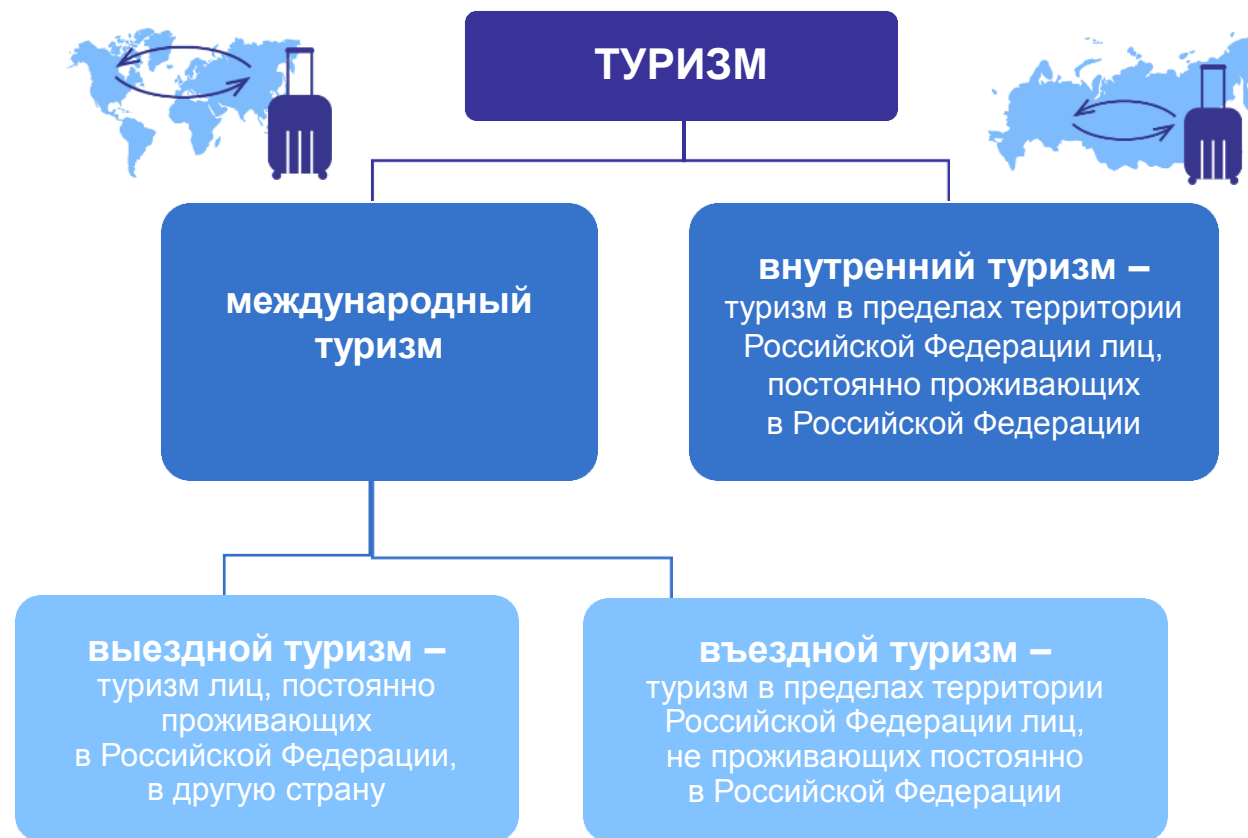 ТУРИЗМ
международный
туризм
внутренний туризм –
туризм в пределах территории
Российской Федерации лиц,
постоянно проживающих
в Российской Федерации
выездной туризм –
туризм лиц, постоянно
проживающих
в Российской Федерации,
в другую страну
въездной туризм –
туризм в пределах территории
Российской Федерации лиц,
не проживающих постоянно
в Российской Федерации